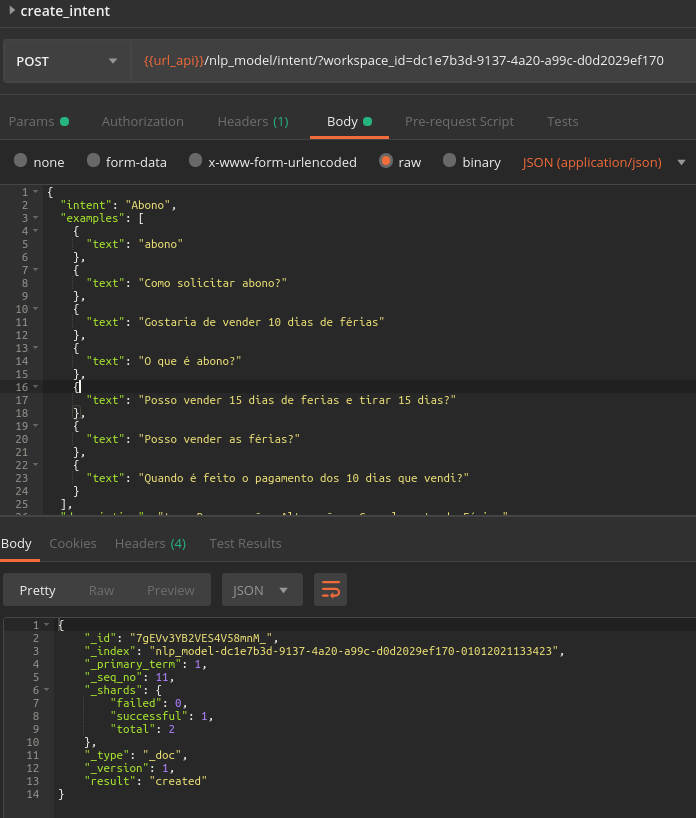 create_intent
POST {{url_api}}/nlp_model/intent/?workspace_id=dc1e7b3d-9137-4a20-a99c-d0d2029ef170
Params Authorization Headers (1) Body Pre-request Script Tests
none form-data x-www-form-urlencoded raw binary JSON (application/json)
1 {
2 "intent": "Abono",
3 "examples": [
4 {
5 "text": "abono"
6 },
7 {
8 "text": "Como solicitar abono?"
9 },
10 {
11 "text": "Gostaria de vender 10 dias de férias"
12 },
13 {
14 "text": "O que é abono?"
15 },
16 {
17 "text": "Posso vender 15 dias de ferias e tirar 15 dias?"
18 },
19 {
20 "text": "Posso vender as férias?"
21 },
22 {
23 "text": "Quando é feito o pagamento dos 10 dias que vendi?"
24 }
25 ],
Body Cookies Headers (4) Test Results
Pretty Raw Preview JSON
1 {
2 "_id": "7gEVv3YB2VES4V58mnM_",
3 "_index": "nlp_model-dc1e7b3d-9137-4a20-a99c-d0d2029ef170-01012021133423",
4 "_primary_term": 1,
5 "_seq_no": 11,
6 "_shards": {
7 "failed": 0,
8 "successful": 1,
9 "total": 2
10 },
11 "_type": "_doc",
12 "_version": 1,
13 "result": "created"
14 }